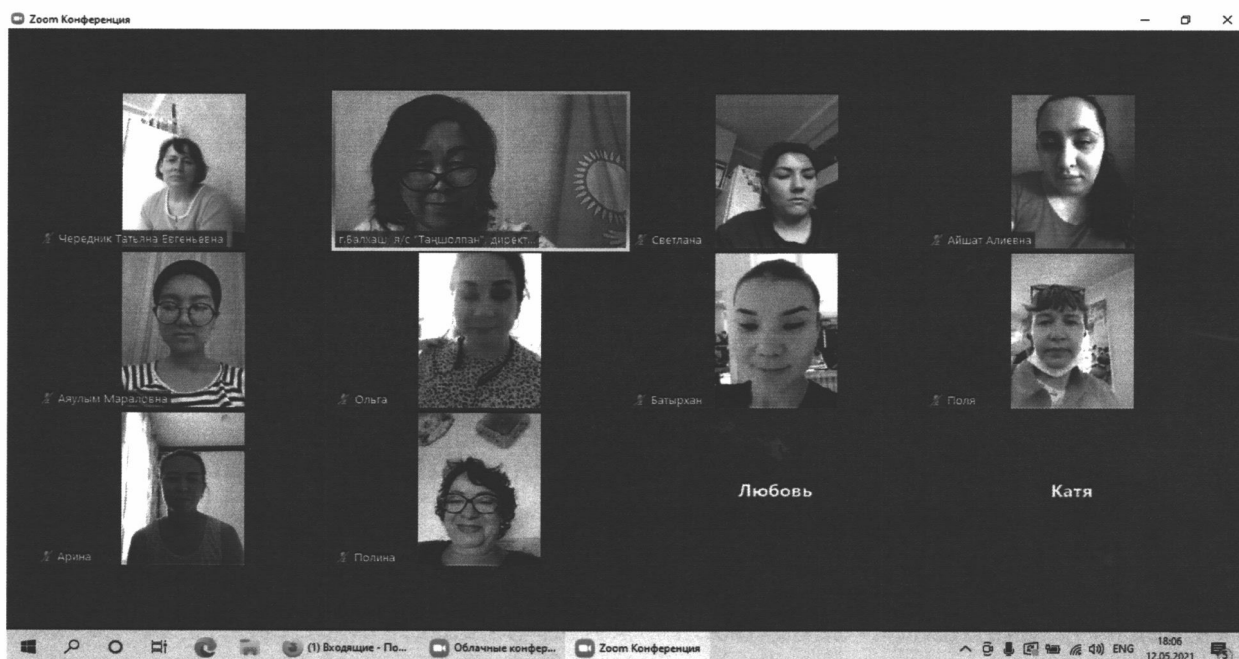 Zoom Конференция
Чередник Татьяна Евгеньевна
г.Балхаш я/с "Таңшолпан", директ...
Светлана
Айшат Алиевна
Аяулым Мараловна
Ольга
Батырхан
Поля
Арина
Полина
Любовь
Катя
(1) Входящие - По...
Облачные конфер...
Zoom Конференция
ENG
18:06
12.05.2021